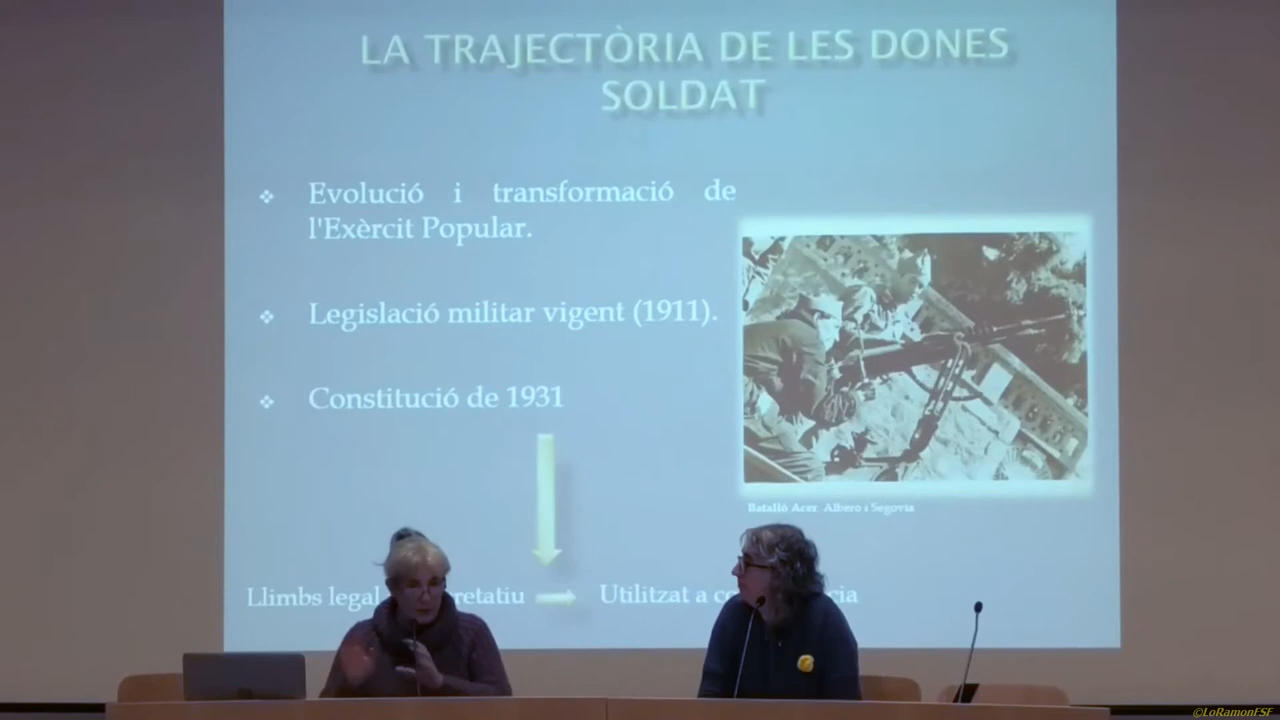 LA TRAJECTÒRIA DE LES DONES
SOLDAT
Evolució i transformació de
l'Exèrcit Popular.
Legislació militar vigent (1911).
Constitució de 1931
Batalló Acer. Albero i Segovia
Llimbs legal retatiu
Utilitzat a co cia
©LoRamonFSF